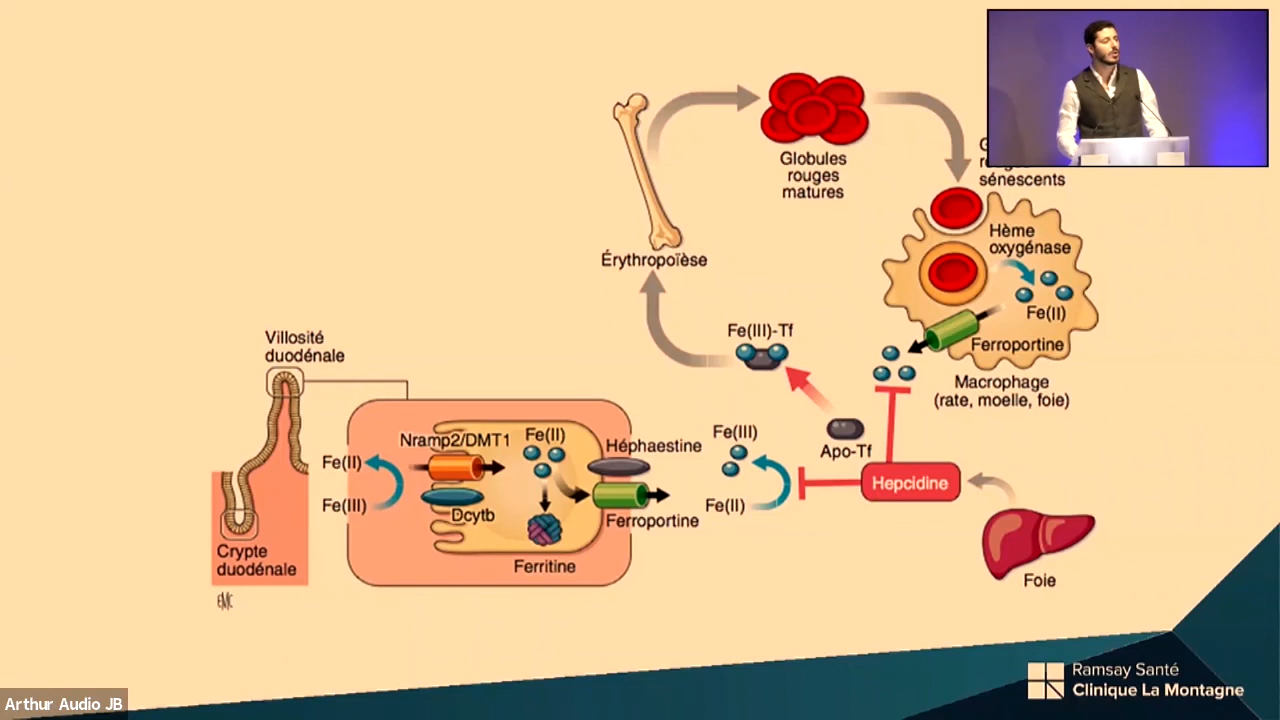 Globules
rouges
matures
sénescents
Hème
oxygénase
Fe(II)
Ferroportine
Macrophage
(rate, moelle, foie)
Érythropoïèse
Fe(III)-Tf
Apo-Tf
Hepcidine
Foie
Villosité
duodénale
Crypte
duodénale
EMC
Fe(II)
Fe(III)
Nramp2/DMT1
Fe(II)
Dcytb
Ferritine
Héphaestine
Ferroportine
Fe(III)
Fe(II)
Ramsay Santé
Clinique La Montagne
Arthur Audio JB